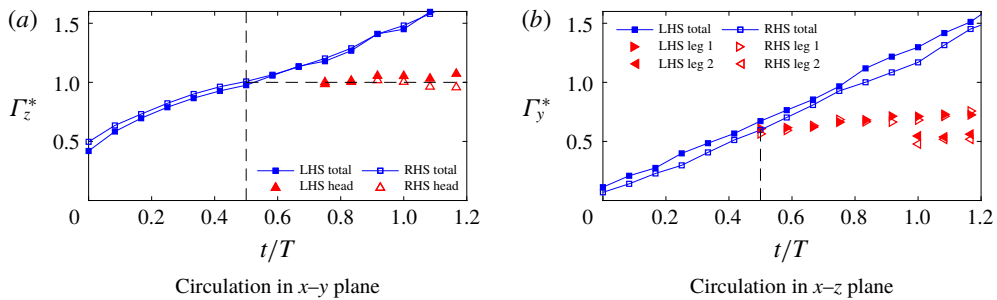 (a)
1.5
1.0
0.5
Γz*
LHS total
RHS total
LHS head
RHS head
0 0.2 0.4 0.6 0.8 1.0 1.2
t/T
Circulation in x–y plane
(b)
1.5
1.0
0.5
Γy*
LHS total
RHS total
LHS leg 1
RHS leg 1
LHS leg 2
RHS leg 2
0 0.2 0.4 0.6 0.8 1.0 1.2
t/T
Circulation in x–z plane